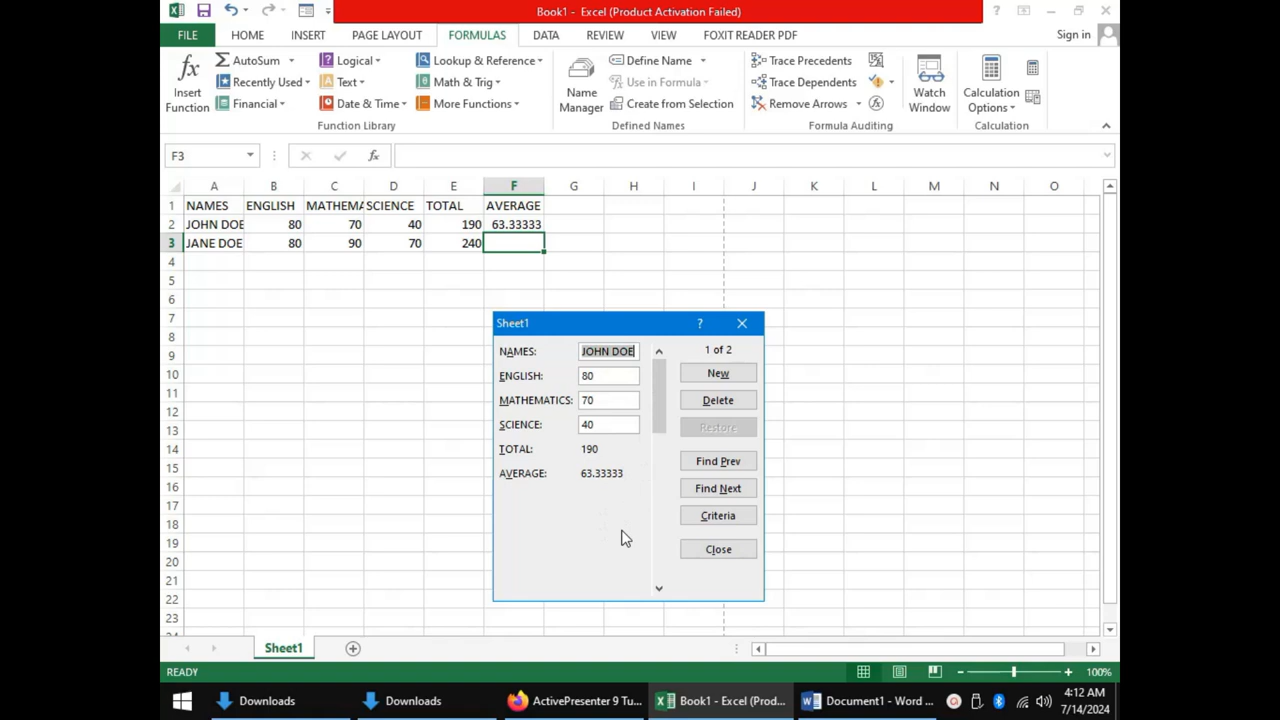 Book1 - Excel (Product Activation Failed)
FILE HOME INSERT PAGE LAYOUT FORMULAS DATA REVIEW VIEW FOXIT READER PDF Sign in
AutoSum Logical Lookup & Reference Define Name Trace Precedents
Recently Used Text Math & Trig Use in Formula Trace Dependents
Financial Date & Time More Functions Create from Selection Remove Arrows
Insert Function
Name Manager
Watch Window
Calculation Options
Function Library Defined Names Formula Auditing Calculation
F3 fx
A B C D E F G H I J K L M N O
1 NAMES ENGLISH MATHEMA SCIENCE TOTAL AVERAGE
2 JOHN DOE 80 70 40 190 63.33333
3 JANE DOE 80 90 70 240
4
5
6
7
8
9
10
11
12
13
14
15
16
17
18
19
20
21
22
23
Sheet1 ?
NAMES: JOHN DOE 1 of 2
ENGLISH: 80 New
MATHEMATICS: 70 Delete
SCIENCE: 40 Restore
TOTAL: 190
AVERAGE: 63.33333 Find Prev
Find Next
Criteria
Close
Sheet1
READY 100%
Downloads Downloads ActivePresenter 9 Tu... Book1 - Excel (Prod... Document1 - Word ... 4:12 AM
7/14/2024